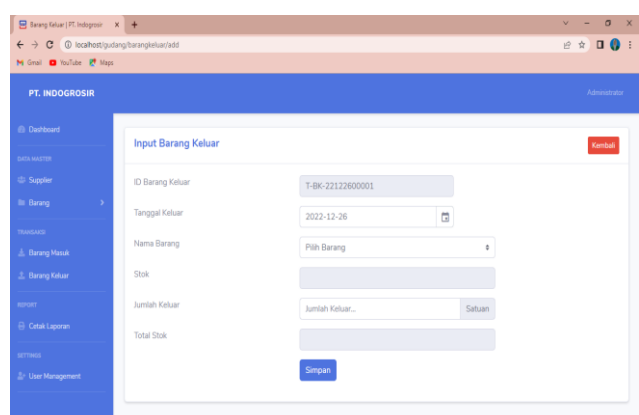 Barang Keluar | PT. Indogrosir
localhost/gudang/barangkeluar/add
Gmail YouTube Maps
PT. INDOGROSIR
Administrator
Dashboard
DATA MASTER
Supplier
Barang
TRANSAKSI
Barang Masuk
Barang Keluar
REPORT
Cetak Laporan
SETTINGS
User Management
Input Barang Keluar
Kembali
ID Barang Keluar
T-BK-22122600001
Tanggal Keluar
2022-12-26
Nama Barang
Pilih Barang
Stok
Jumlah Keluar
Jumlah Keluar... Satuan
Total Stok
Simpan